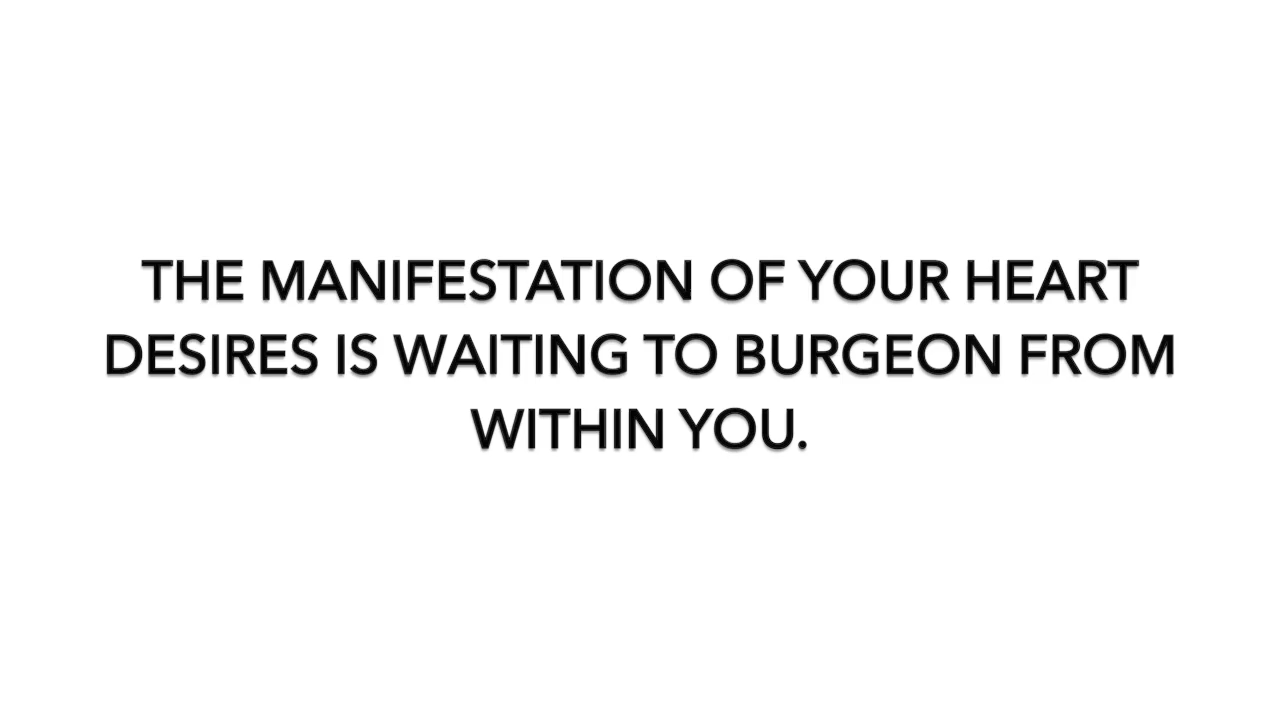 THE MANIFESTATION OF YOUR HEART
DESIRES IS WAITING TO BURGEON FROM
WITHIN YOU.